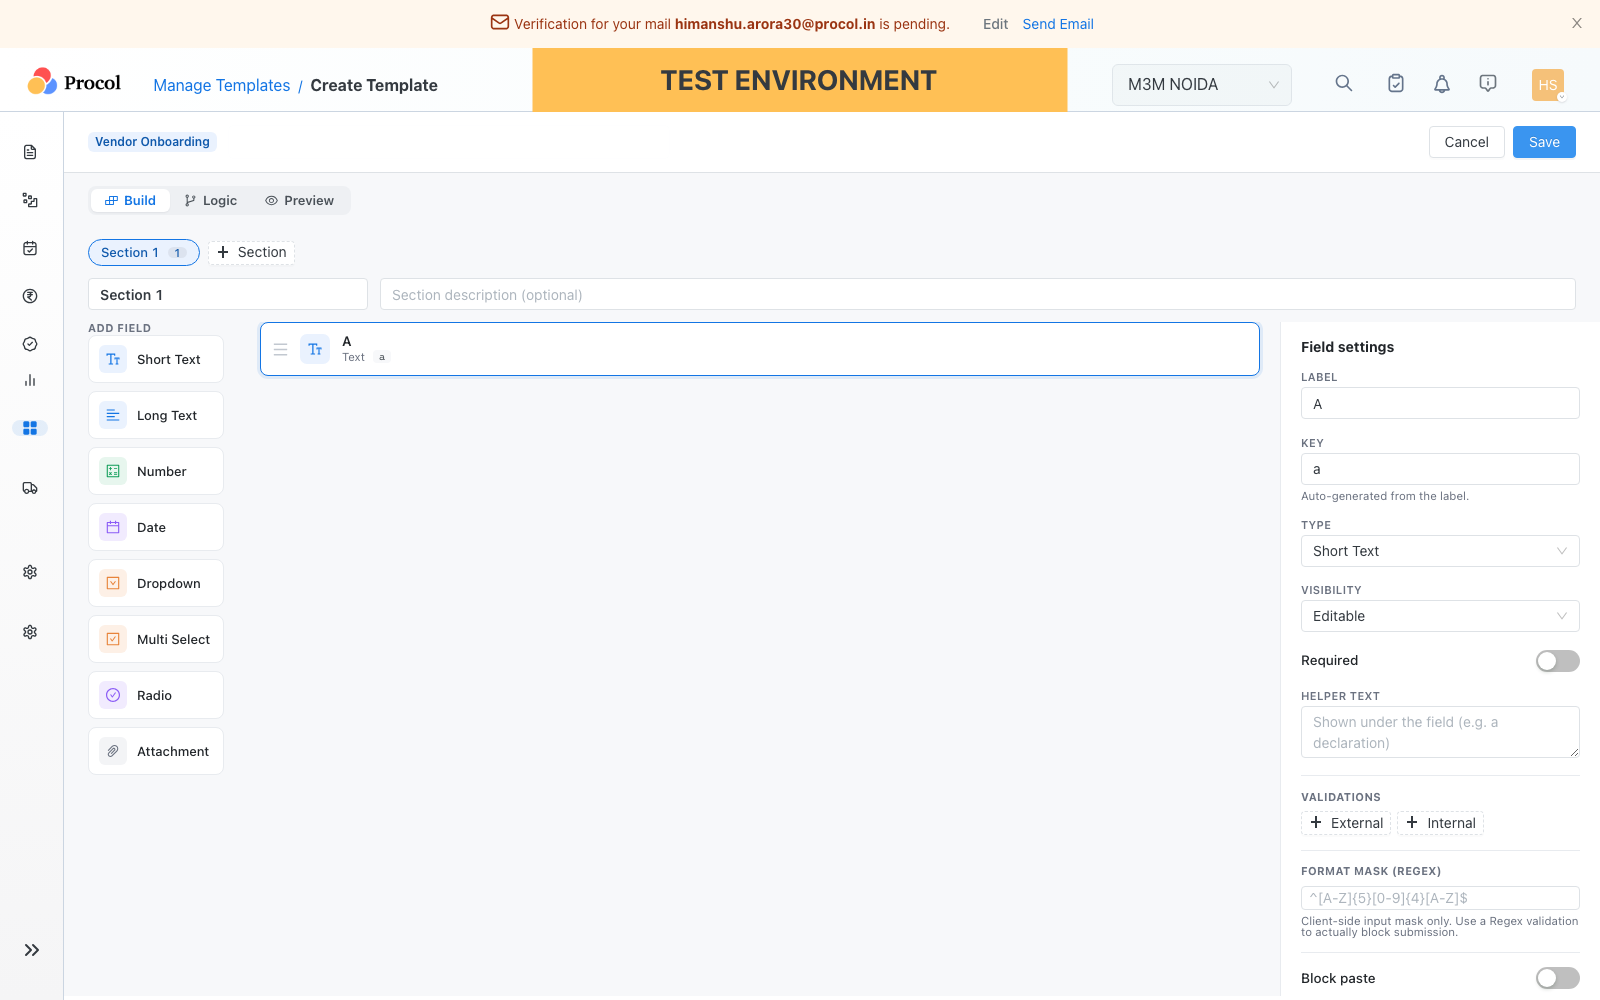 Verification for your mail himanshu.arora30@procol.in is pending. Edit Send Email
Procol
Manage Templates / Create Template
TEST ENVIRONMENT
M3M NOIDA
HS
Vendor Onboarding
Cancel
Save
Build
Logic
Preview
Section 1 1
+ Section
Section 1
Section description (optional)
ADD FIELD
Tт Short Text
Long Text
Number
Date
Dropdown
Multi Select
Radio
Attachment
Tт
A
Text a
Field settings
LABEL
A
KEY
a
Auto-generated from the label.
TYPE
Short Text
VISIBILITY
Editable
Required
HELPER TEXT
Shown under the field (e.g. a
declaration)
VALIDATIONS
+ External + Internal
FORMAT MASK (REGEX)
^[A-Z]{5}[0-9]{4}[A-Z]$
Client-side input mask only. Use a Regex validation
to actually block submission.
Block paste